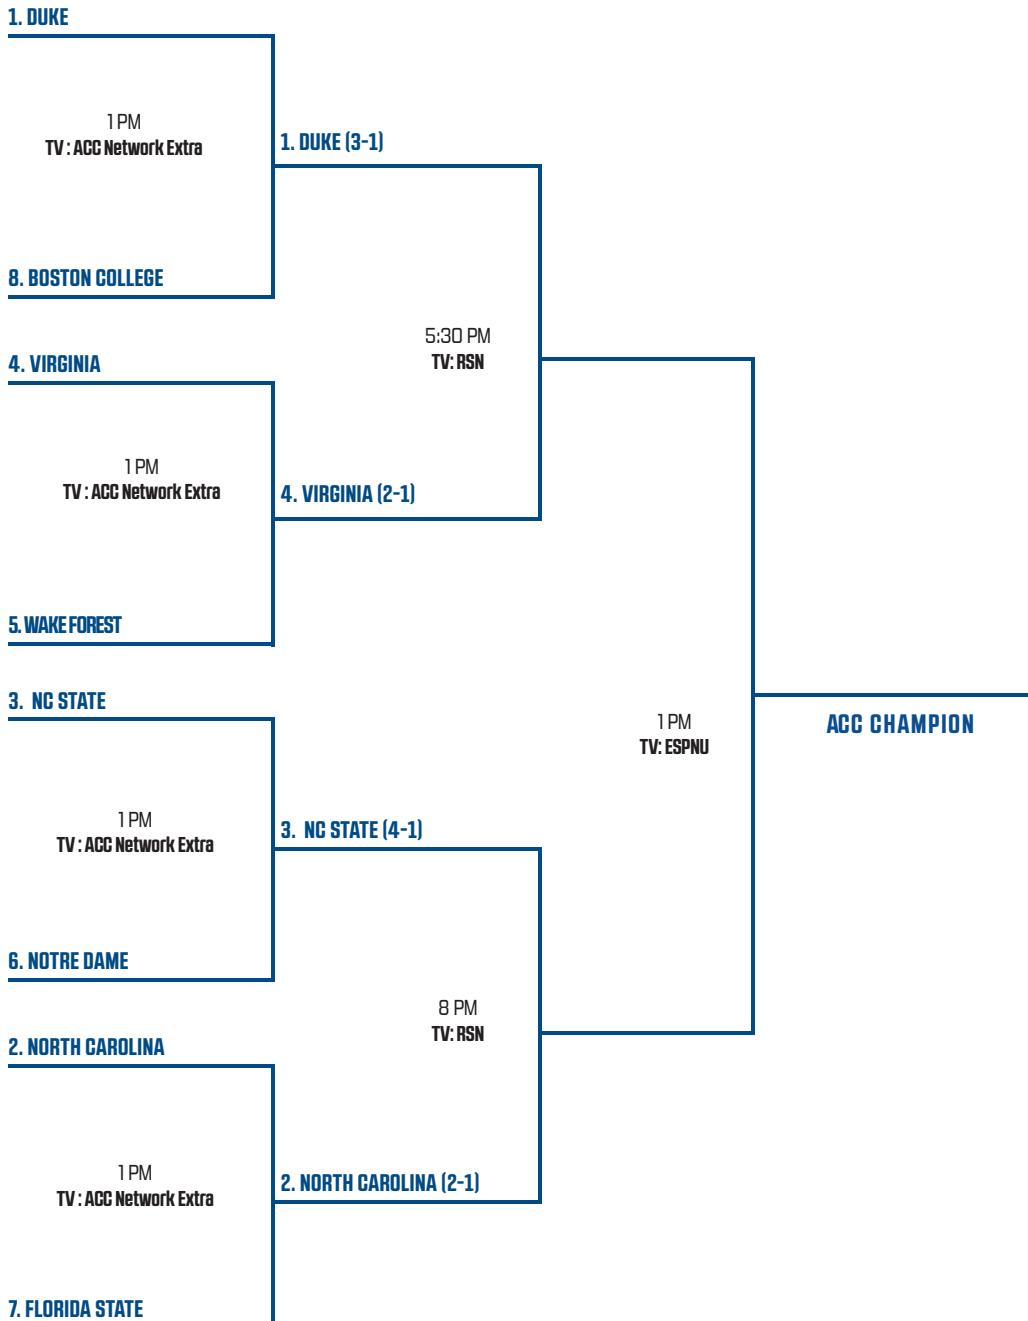 1. DUKE
1 PM
TV : ACC Network Extra
1. DUKE (3-1)
8. BOSTON COLLEGE
5:30 PM
TV: RSN
4. VIRGINIA
1 PM
TV : ACC Network Extra
4. VIRGINIA (2-1)
5. WAKE FOREST
3. NC STATE
1 PM
TV: ESPNU
ACC CHAMPION
1 PM
TV : ACC Network Extra
3. NC STATE (4-1)
6. NOTRE DAME
8 PM
TV: RSN
2. NORTH CAROLINA
1 PM
TV : ACC Network Extra
2. NORTH CAROLINA (2-1)
7. FLORIDA STATE